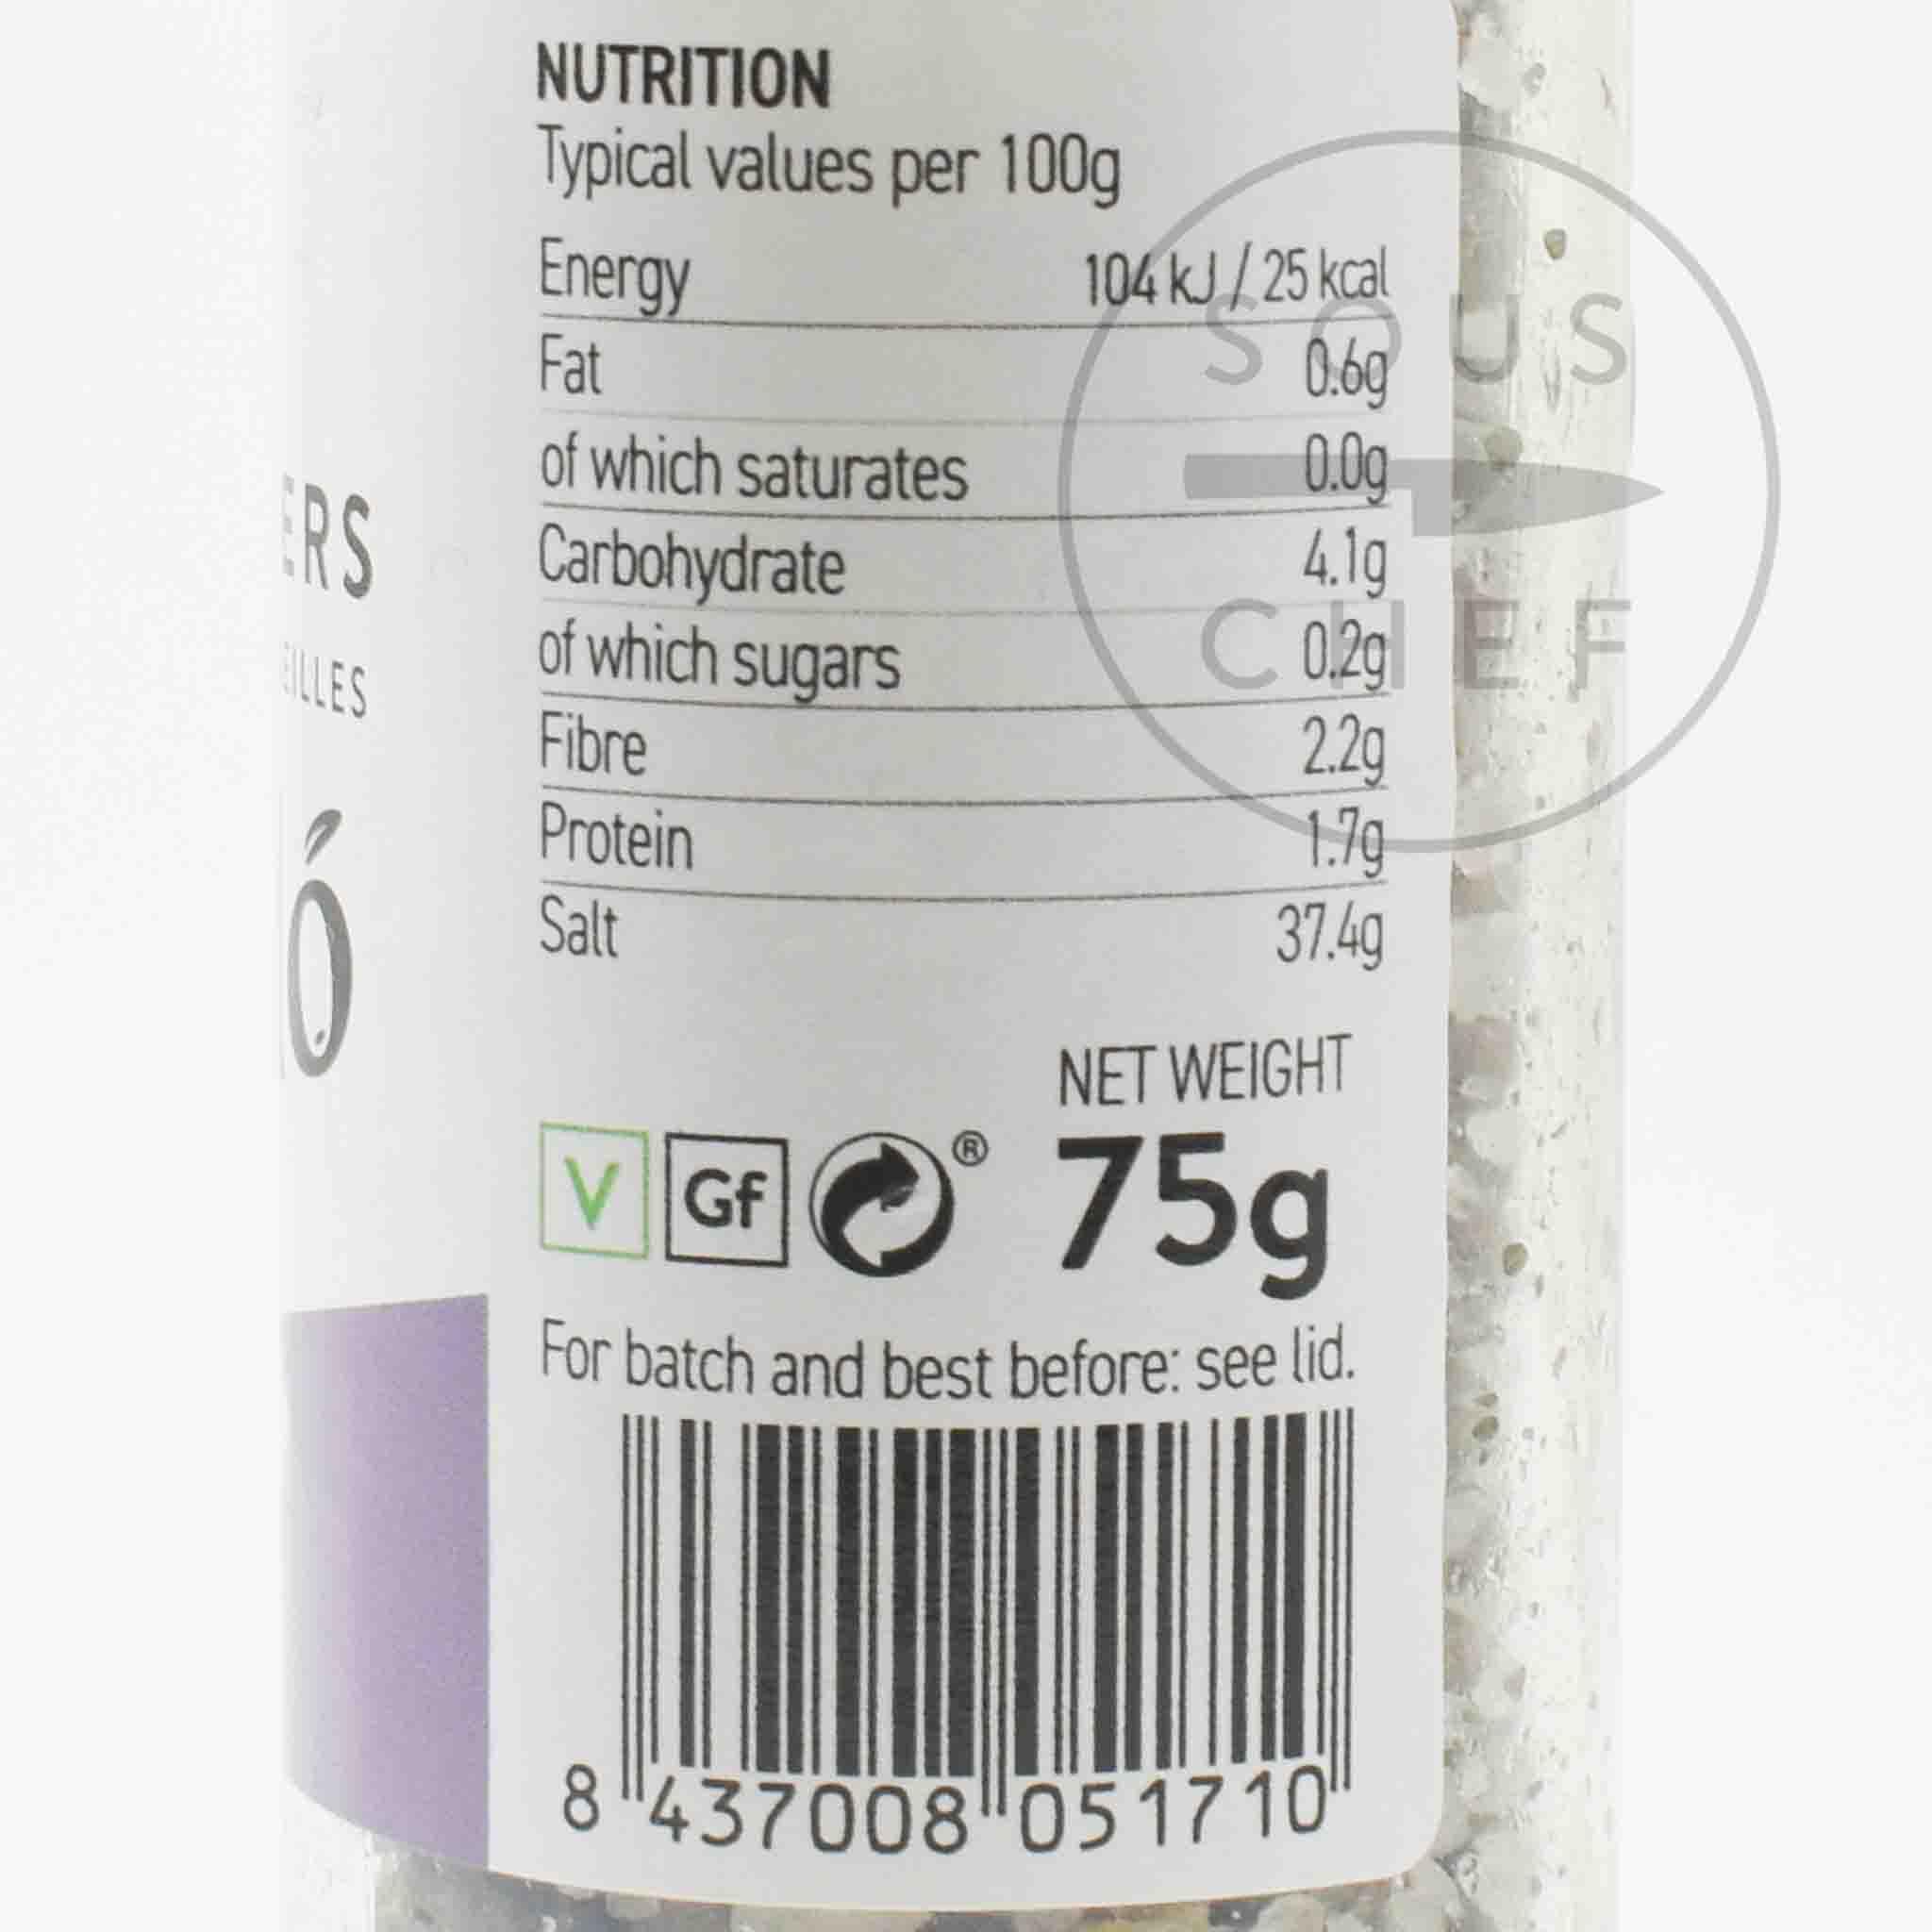 NUTRITION
Typical values per 100g
Energy 104 kJ / 25 kcal
Fat 0.6g
of which saturates 0.0g
Carbohydrate 4.1g
of which sugars 0.2g
Fibre 2.2g
Protein 1.7g
Salt 37.4g
NET WEIGHT
V Gf ® 75g
For batch and best before: see lid.
8 437008 051710
SOUS
CHEF